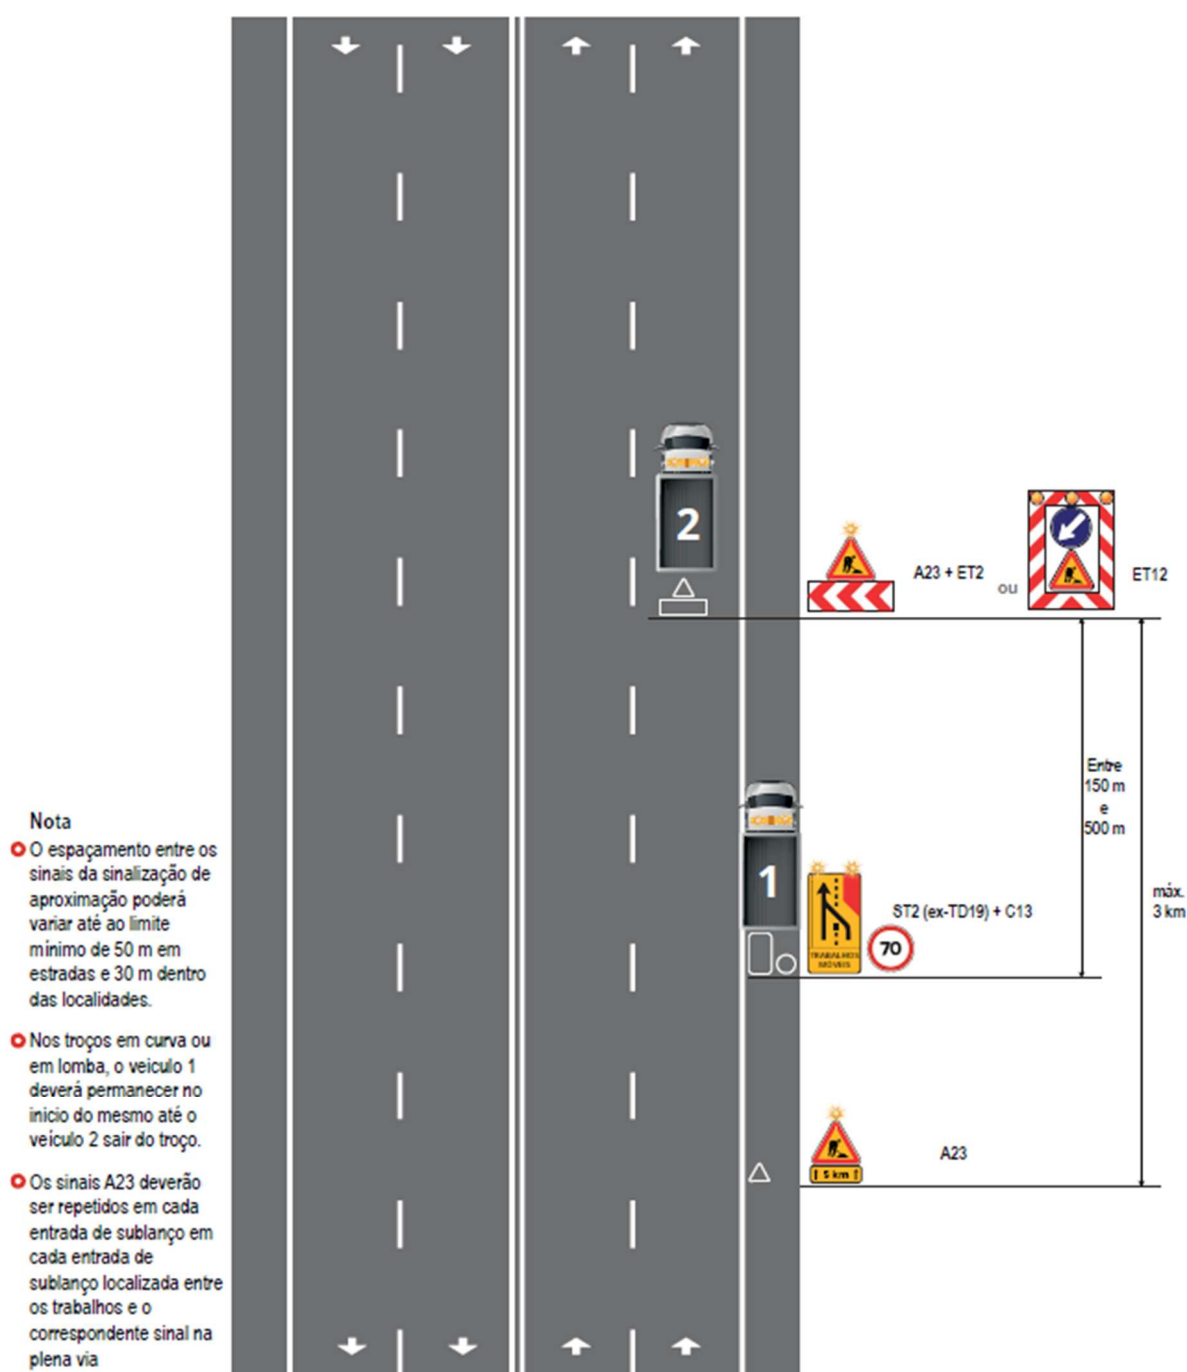 2
A23 + ET2
ou
ET12
Entre
150 m
e
500 m
máx.
3 km
1
TRABALHOS
MÓVEIS
ST2 (ex-TD19) + C13
70
A23
5 km
Nota
O espaçamento entre os
sinais da sinalização de
aproximação poderá
variar até ao limite
mínimo de 50 m em
estradas e 30 m dentro
das localidades.
Nos troços em curva ou
em lomba, o veiculo 1
deverá permanecer no
inicio do mesmo até o
veículo 2 sair do troço.
Os sinais A23 deverão
ser repetidos em cada
entrada de sublanço em
cada entrada de
sublanço localizada entre
os trabalhos e o
correspondente sinal na
plena via